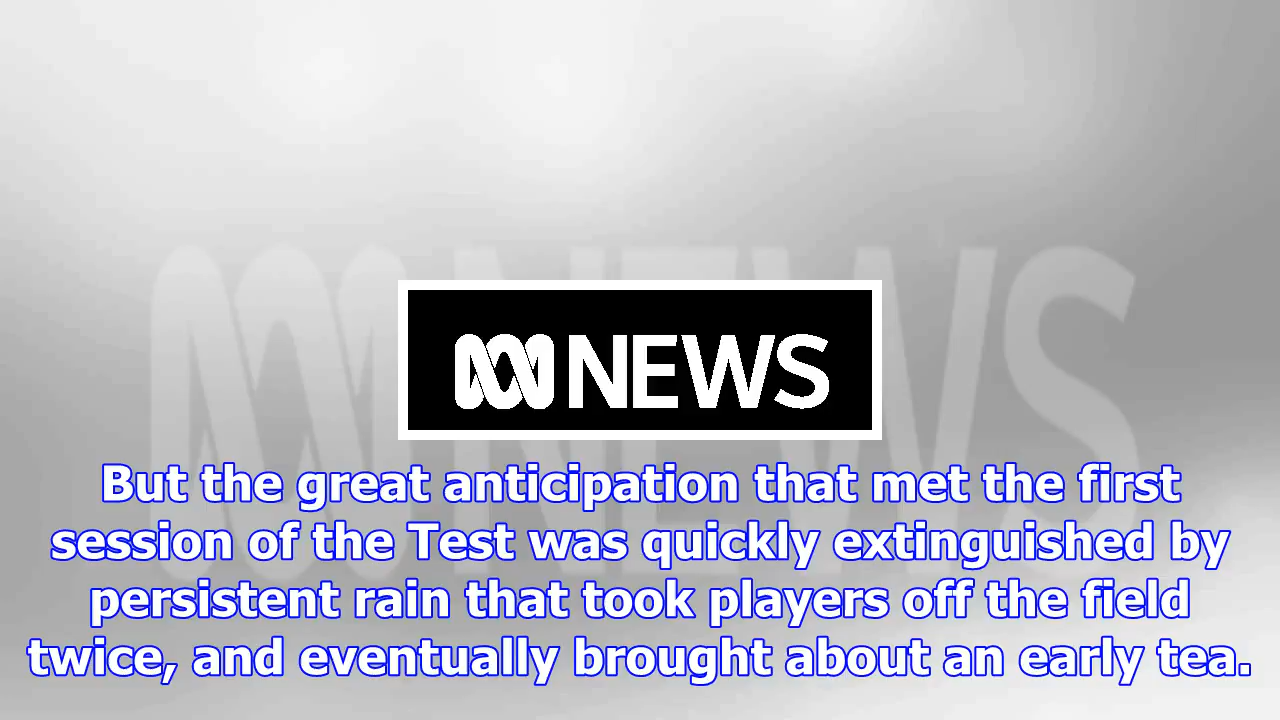 NEWS
NEWS
But the great anticipation that met the first
session of the Test was quickly extinguished by
persistent rain that took players off the field
twice, and eventually brought about an early tea.